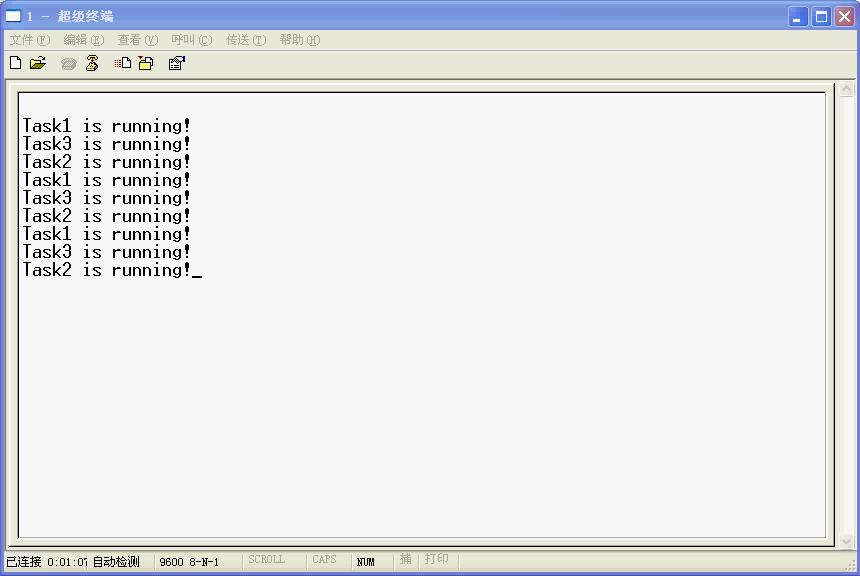 1 - 超级终端
文件(F) 编辑(E) 查看(V) 呼叫(C) 传送(T) 帮助(H)
Task1 is running!
Task3 is running!
Task2 is running!
Task1 is running!
Task3 is running!
Task2 is running!
Task1 is running!
Task3 is running!
Task2 is running!_
已连接 0:01:07 自动检测 9600 8-N-1 SCROLL CAPS NUM 捕 打印